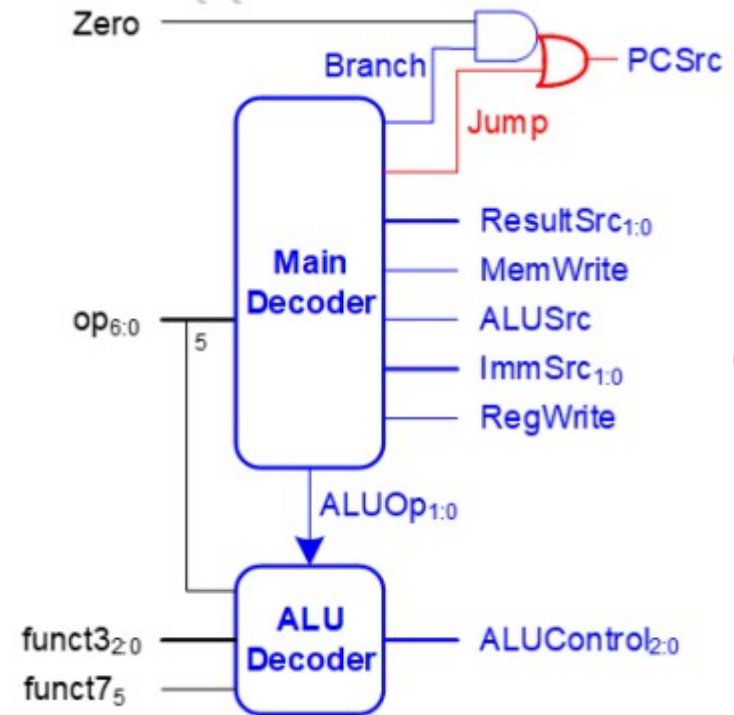 Zero
Branch
PCSrc
Jump
ResultSrc1:0
Main
Decoder
MemWrite
op6:0
5
ALUSrc
ImmSrc1:0
RegWrite
ALUOp1:0
ALU
Decoder
funct32:0
ALUControl2:0
funct75